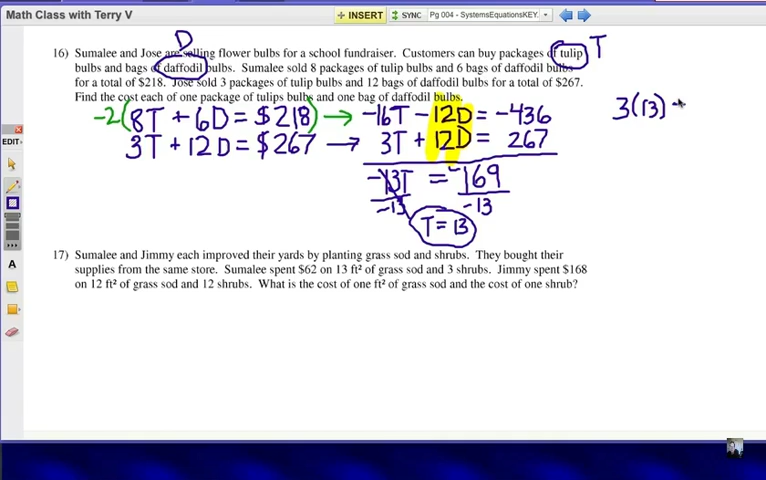 Math Class with Terry V
INSERT
SYNC
Pg 004 - SystemsEquationsKEY.
EDIT
A
D
T
16) Sumalee and Jose are selling flower bulbs for a school fundraiser. Customers can buy packages of tulip
bulbs and bags of daffodil bulbs. Sumalee sold 8 packages of tulip bulbs and 6 bags of daffodil bulbs
for a total of $218. Jose sold 3 packages of tulip bulbs and 12 bags of daffodil bulbs for a total of $267.
Find the cost each of one package of tulips bulbs and one bag of daffodil bulbs.
-2(8T + 6D = $218) → -16T - 12D = -436
3T + 12D = $267 → 3T + 12D = 267
-13T = -169
-13 -13
T = 13
3(13)
17) Sumalee and Jimmy each improved their yards by planting grass sod and shrubs. They bought their
supplies from the same store. Sumalee spent $62 on 13 ft² of grass sod and 3 shrubs. Jimmy spent $168
on 12 ft² of grass sod and 12 shrubs. What is the cost of one ft² of grass sod and the cost of one shrub?